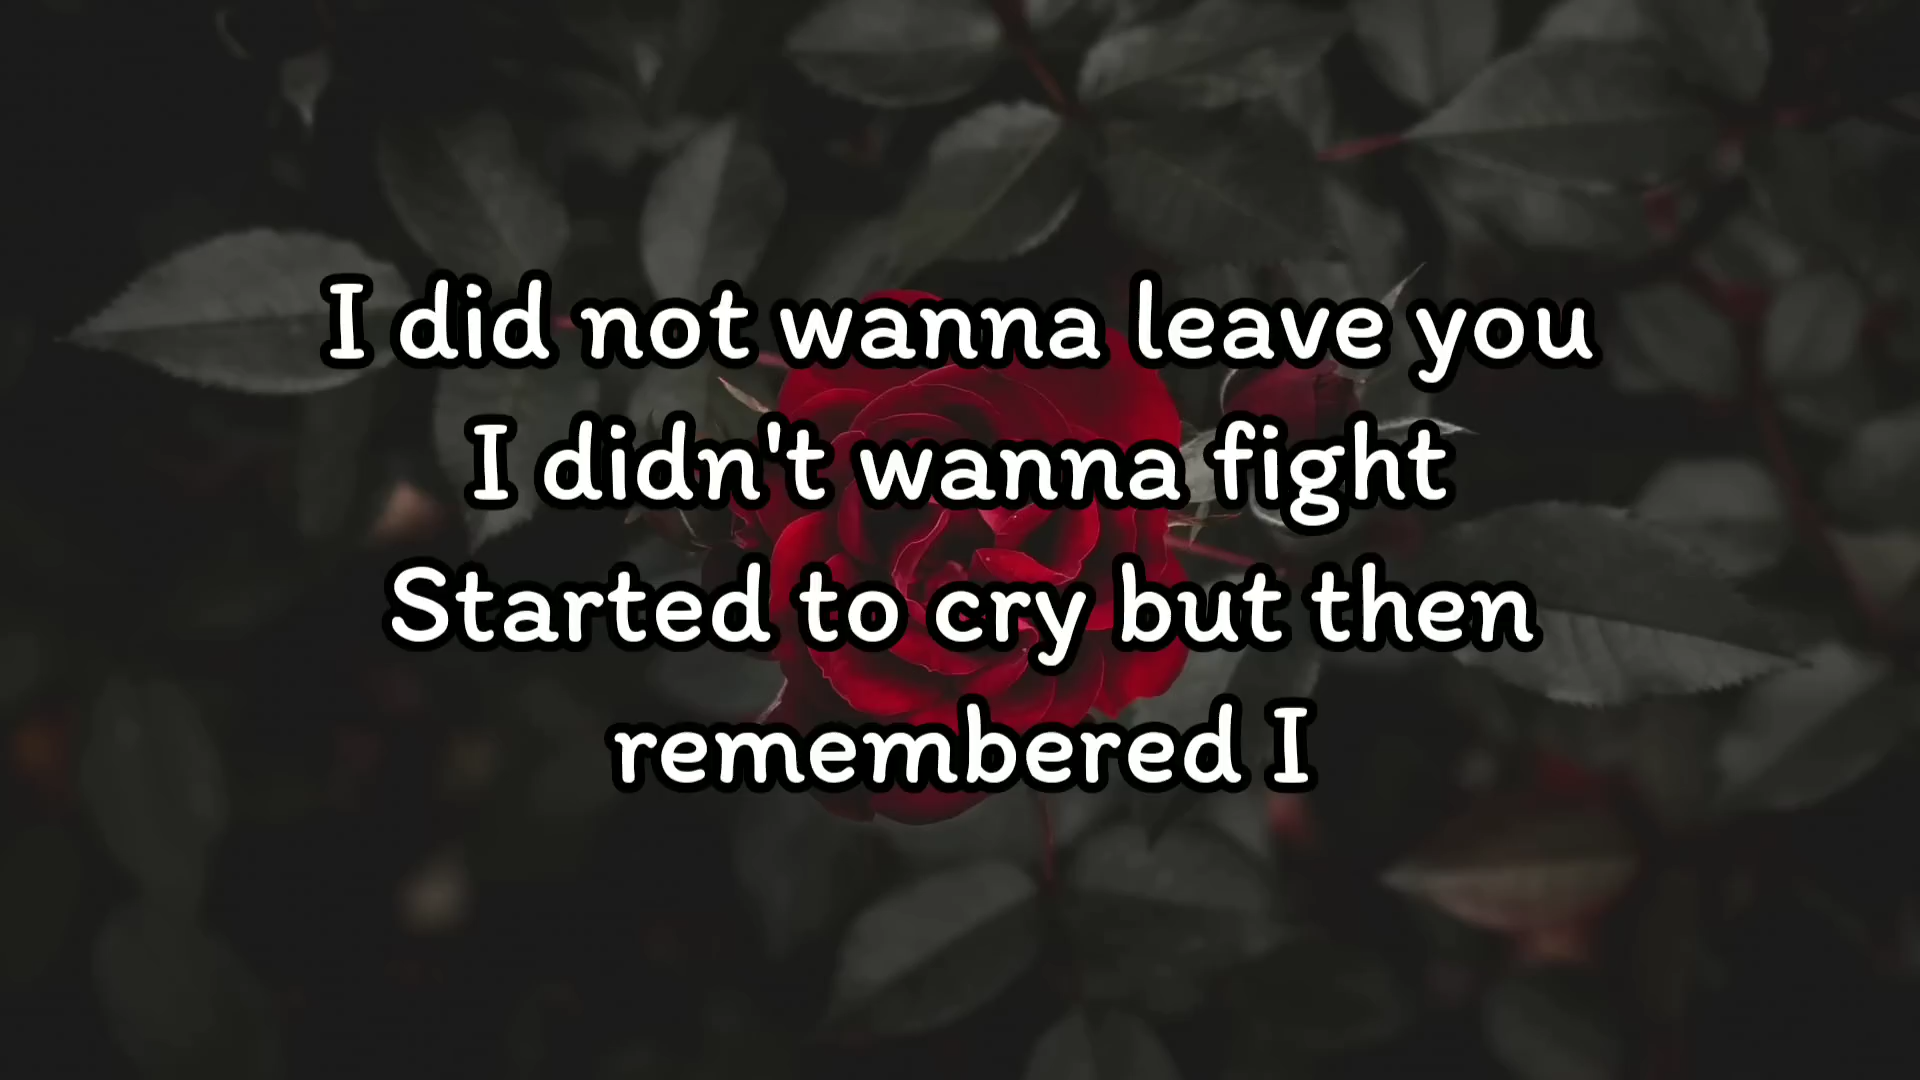 I did not wanna leave you
I didn't wanna fight
Started to cry but then
remembered I